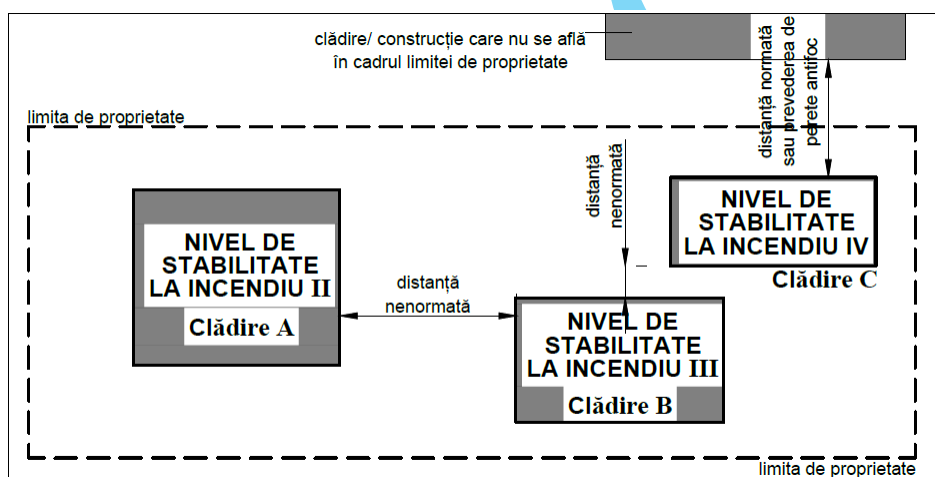 clădire/ construcție care nu se află
în cadrul limitei de proprietate
distanță normată
sau prevederea de
perete antifoc
limita de proprietate
distanță
nenormată
NIVEL DE
STABILITATE
LA INCENDIU IV
Clădire C
NIVEL DE
STABILITATE
LA INCENDIU II
Clădire A
distanță
nenormată
NIVEL DE
STABILITATE
LA INCENDIU III
Clădire B
limita de proprietate